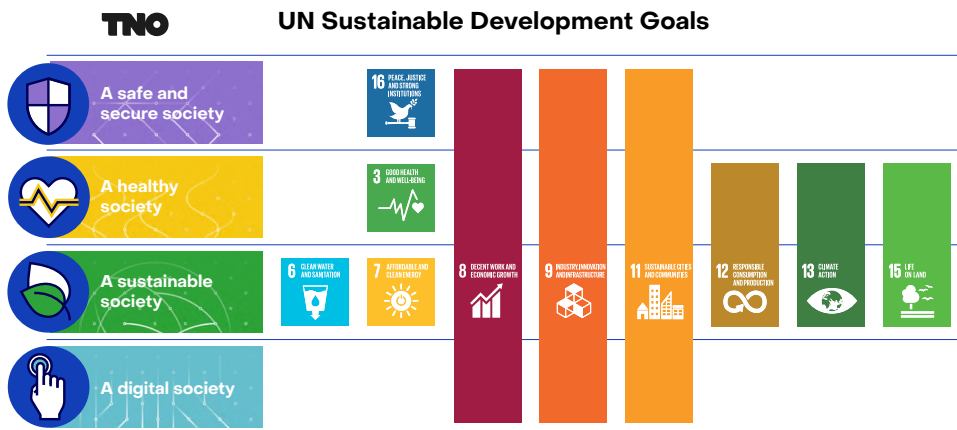 TNO
UN Sustainable Development Goals
A safe and
secure society
16 PEACE, JUSTICE
AND STRONG
INSTITUTIONS
A healthy
society
3 GOOD HEALTH
AND WELL-BEING
A sustainable
society
6 CLEAN WATER
AND SANITATION
7 AFFORDABLE AND
CLEAN ENERGY
8 DECENT WORK AND
ECONOMIC GROWTH
9 INDUSTRY, INNOVATION
AND INFRASTRUCTURE
11 SUSTAINABLE CITIES
AND COMMUNITIES
12 RESPONSIBLE
CONSUMPTION
AND PRODUCTION
13 CLIMATE
ACTION
15 LIFE
ON LAND
A digital society